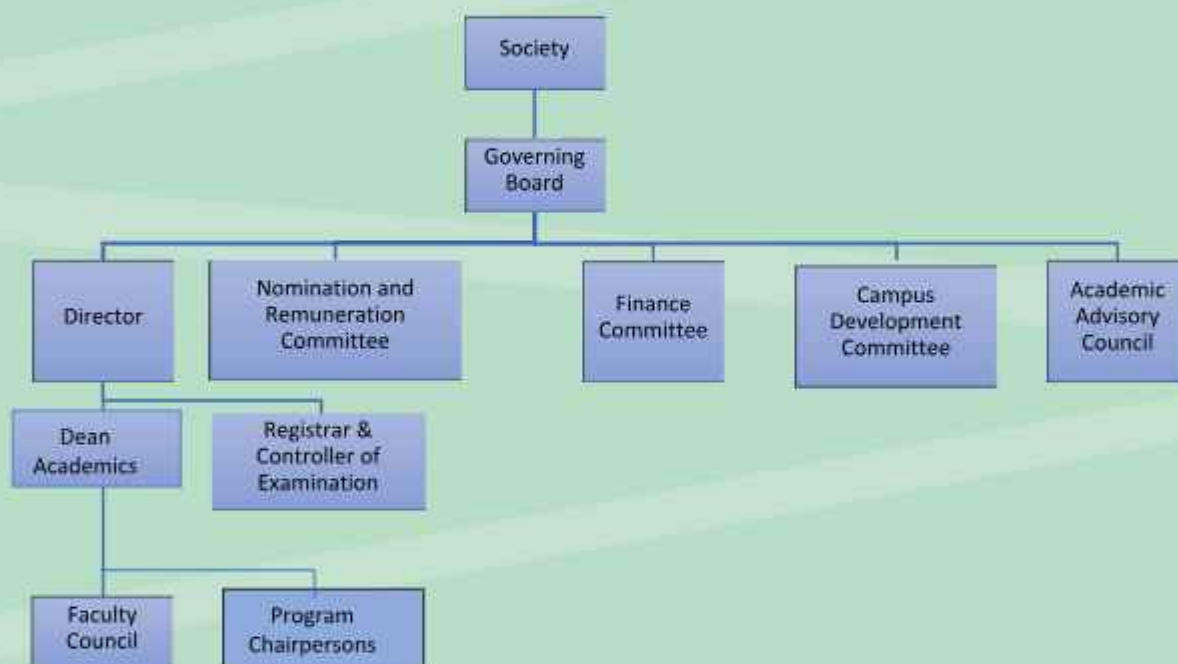 Society
Governing
Board
Director
Nomination and
Remuneration
Committee
Finance
Committee
Campus
Development
Committee
Academic
Advisory
Council
Dean
Academics
Registrar &
Controller of
Examination
Faculty
Council
Program
Chairpersons